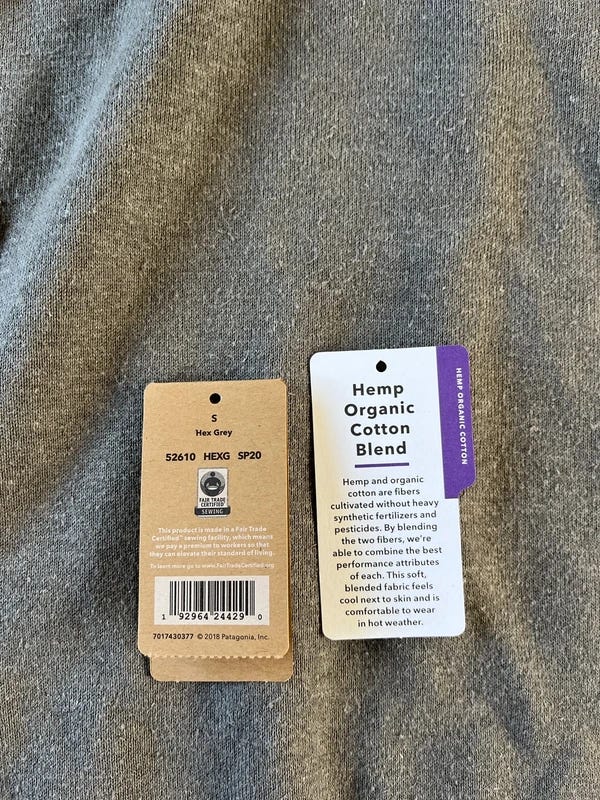 S
Hex Grey
52610 HEXG SP20
FAIR TRADE
CERTIFIED
SEWING
This product is made in a Fair Trade
Certified™ sewing facility, which means
we pay a premium to workers so that
they can elevate their standard of living.
To learn more go to www.FairTradeCertified.org
1 92964 24429 0
7017430377 © 2018 Patagonia, Inc.
Hemp
Organic
Cotton
Blend
Hemp and organic
cotton are fibers
cultivated without heavy
synthetic fertilizers and
pesticides. By blending
the two fibers, we're
able to combine the best
performance attributes
of each. This soft,
blended fabric feels
cool next to skin and is
comfortable to wear
in hot weather.
HEMP ORGANIC COTTON